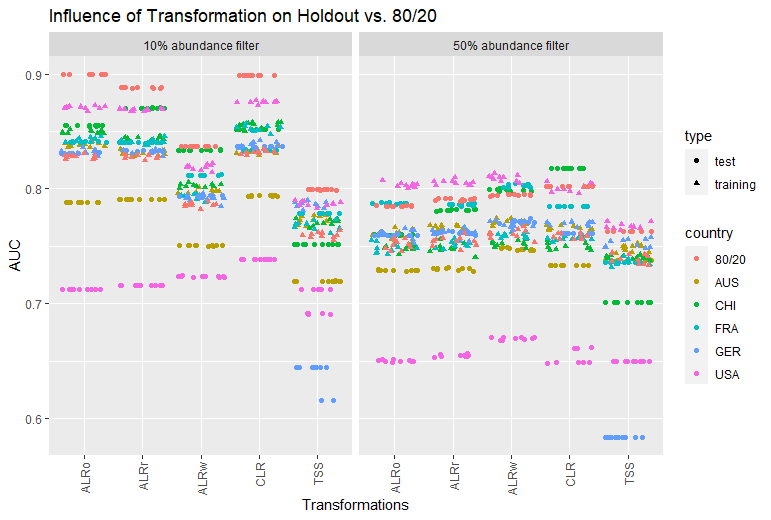 Influence of Transformation on Holdout vs. 80/20
10% abundance filter
50% abundance filter
AUC
0.9
0.8
0.7
0.6
ALRo
ALRr
ALRw
CLR
TSS
ALRo
ALRr
ALRw
CLR
TSS
Transformations
type
test
training
country
80/20
AUS
CHI
FRA
GER
USA